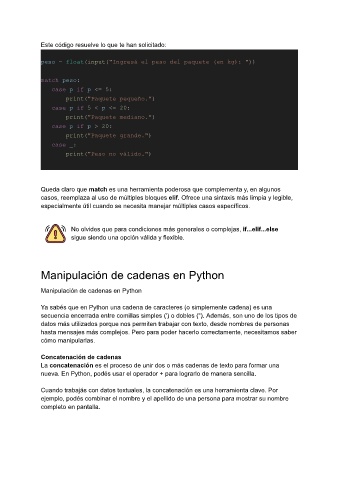 Este código resuelve lo que te han solicitado:
peso = float(input("Ingresá el peso del paquete (en kg): "))
match peso:
case p if p <= 5:
print("Paquete pequeño.")
case p if 5 < p <= 20:
print("Paquete mediano.")
case p if p > 20:
print("Paquete grande.")
case _:
print("Peso no válido.")
Queda claro que match es una herramienta poderosa que complementa y, en algunos
casos, reemplaza al uso de múltiples bloques elif. Ofrece una sintaxis más limpia y legible,
especialmente útil cuando se necesita manejar múltiples casos específicos.
No olvides que para condiciones más generales o complejas, if...elif...else
sigue siendo una opción válida y flexible.
Manipulación de cadenas en Python
Manipulación de cadenas en Python
Ya sabés que en Python una cadena de caracteres (o simplemente cadena) es una
secuencia encerrada entre comillas simples (') o dobles ("). Además, son uno de los tipos de
datos más utilizados porque nos permiten trabajar con texto, desde nombres de personas
hasta mensajes más complejos. Pero para poder hacerlo correctamente, necesitamos saber
cómo manipularlas.
Concatenación de cadenas
La concatenación es el proceso de unir dos o más cadenas de texto para formar una
nueva. En Python, podés usar el operador + para lograrlo de manera sencilla.
Cuando trabajás con datos textuales, la concatenación es una herramienta clave. Por
ejemplo, podés combinar el nombre y el apellido de una persona para mostrar su nombre
completo en pantalla.